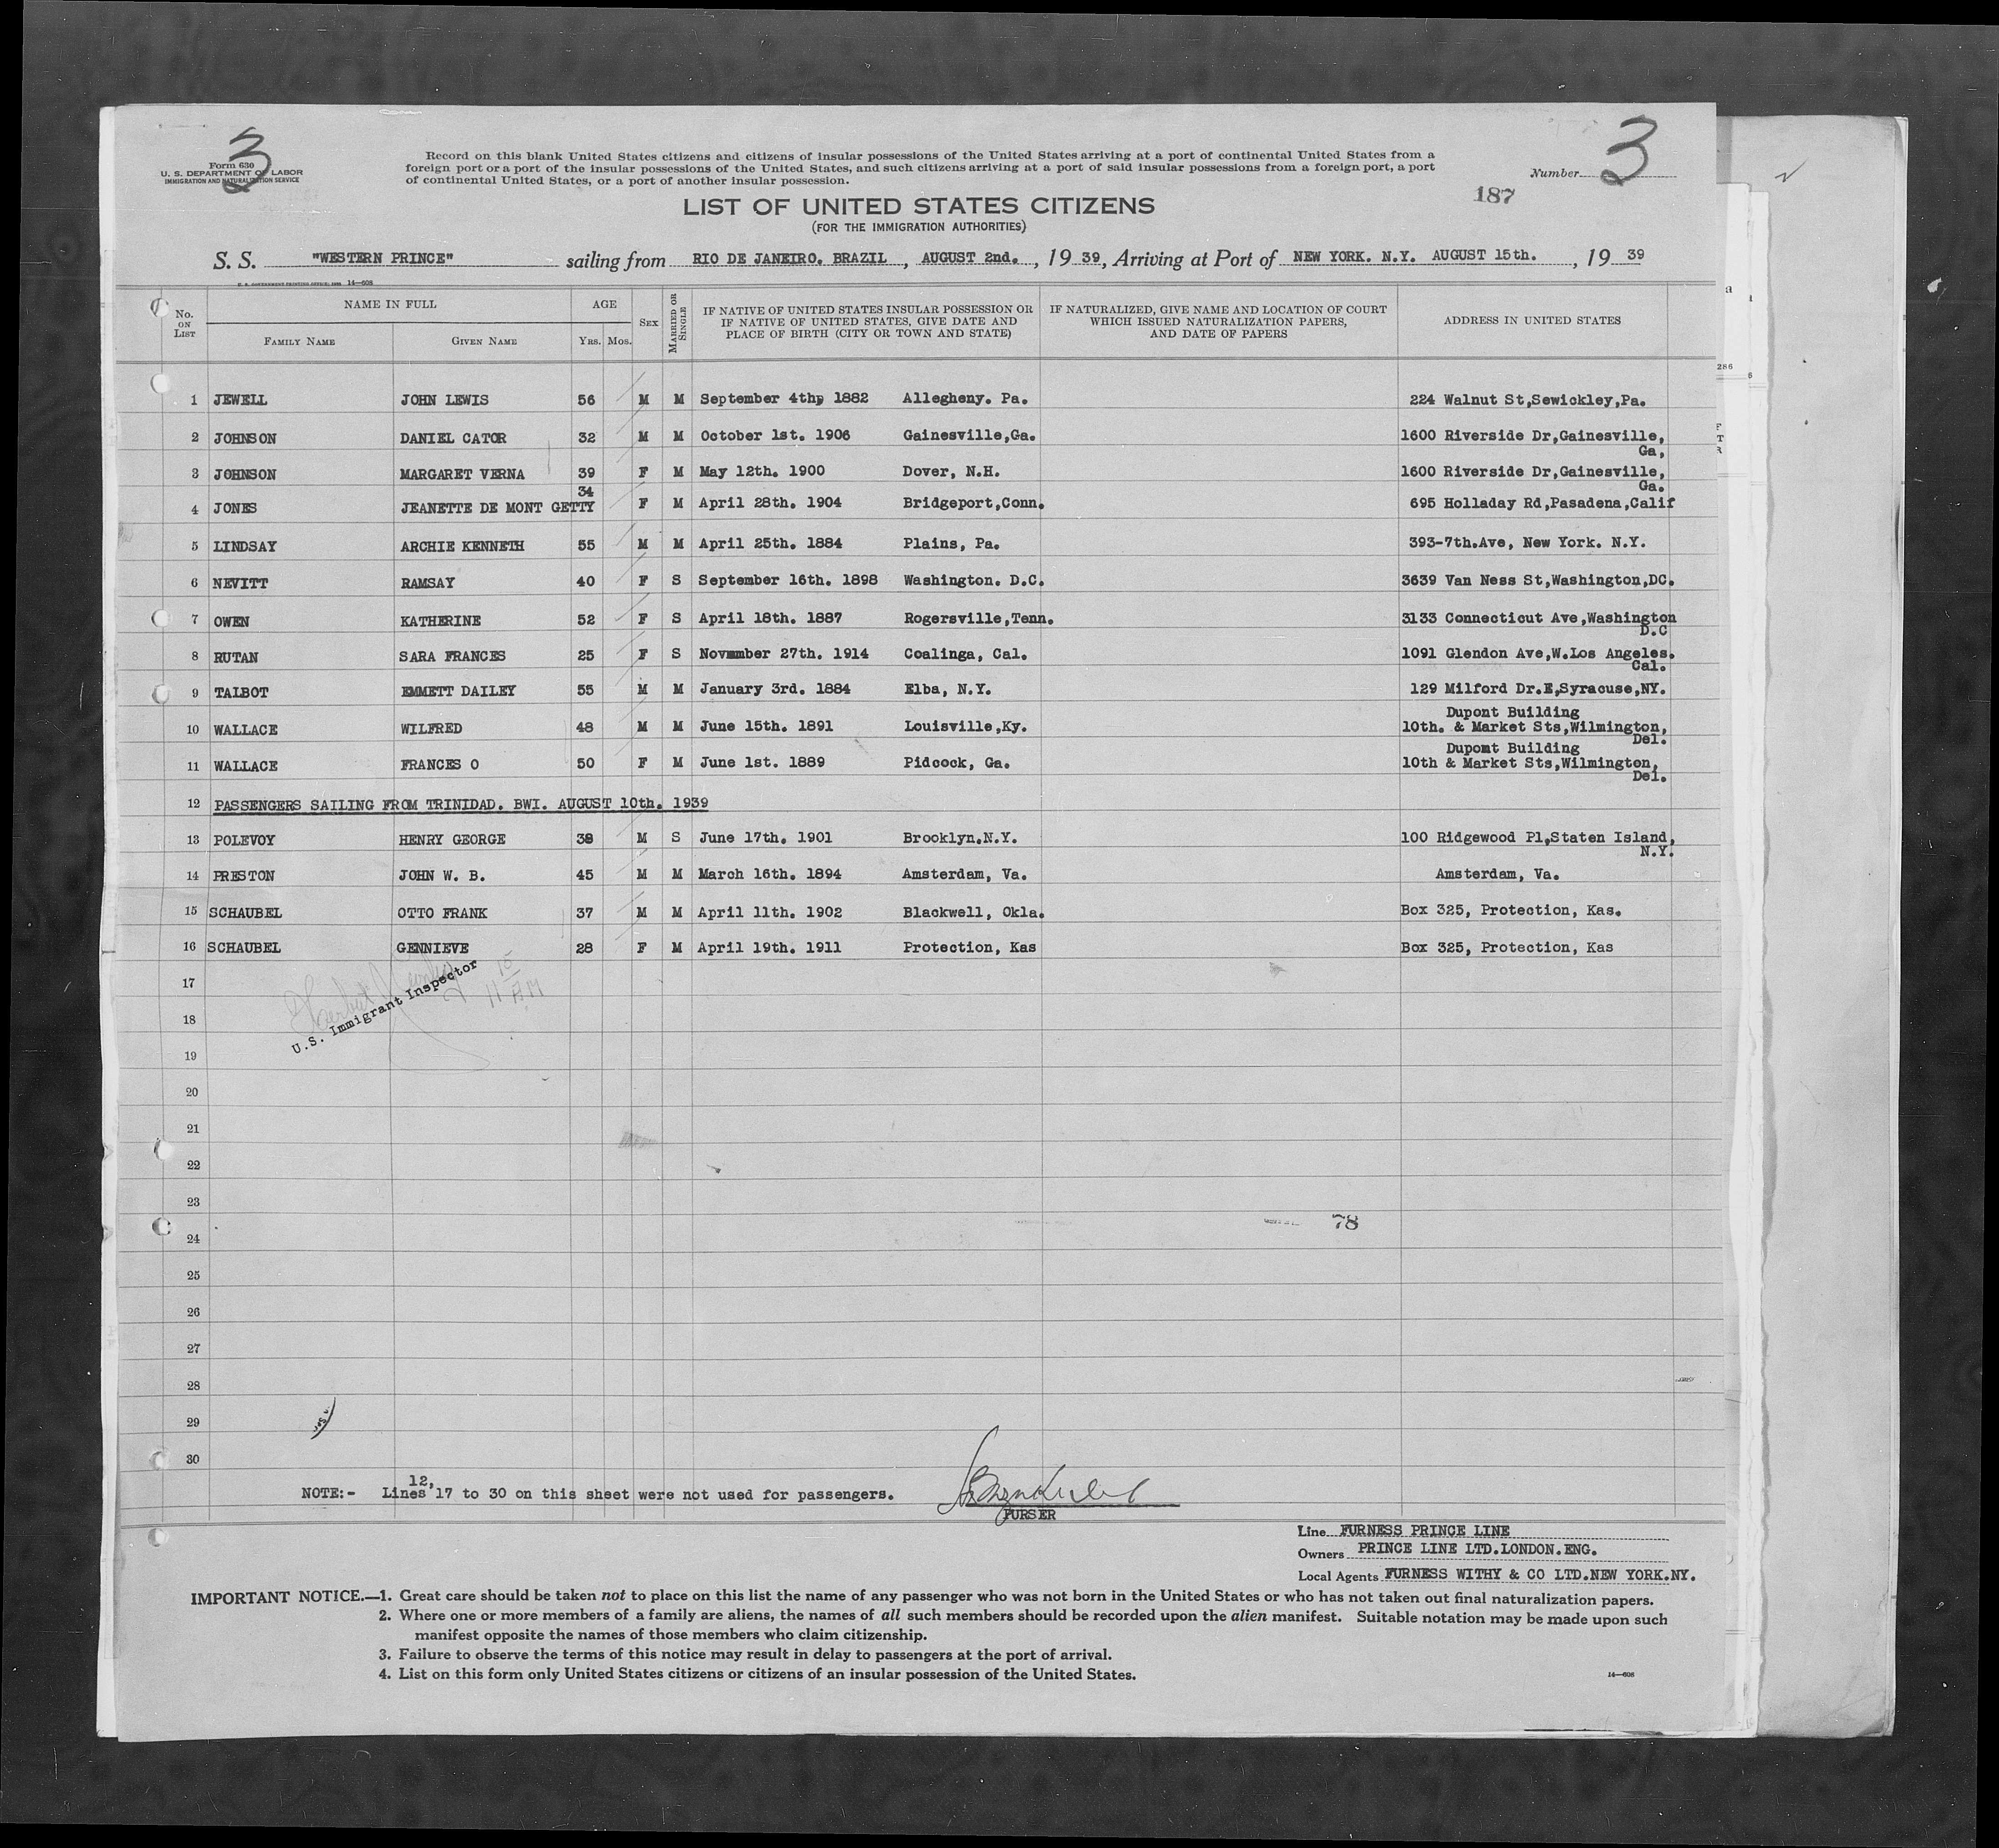 3
3
Form 630
U. S. DEPARTMENT OF LABOR
IMMIGRATION AND NATURALIZATION SERVICE
Record on this blank United States citizens and citizens of insular possessions of the United States arriving at a port of continental United States from a
foreign port or a port of the insular possessions of the United States, and such citizens arriving at a port of said insular possessions from a foreign port, a port
of continental United States, or a port of another insular possession.
Number
187
LIST OF UNITED STATES CITIZENS
(FOR THE IMMIGRATION AUTHORITIES)
S. S. "WESTERN PRINCE" sailing from RIO DE JANEIRO. BRAZIL , AUGUST 2nd. , 19 39, Arriving at Port of NEW YORK. N.Y. AUGUST 15th. , 19 39
14—608
No. ON LIST NAME IN FULL AGE SEX MARRIED OR SINGLE IF NATIVE OF UNITED STATES INSULAR POSSESSION OR IF NATIVE OF UNITED STATES, GIVE DATE AND PLACE OF BIRTH (CITY OR TOWN AND STATE) IF NATURALIZED, GIVE NAME AND LOCATION OF COURT WHICH ISSUED NATURALIZATION PAPERS, AND DATE OF PAPERS ADDRESS IN UNITED STATES
FAMILY NAME GIVEN NAME YRS. MOS.
1 JEWELL JOHN LEWIS 56 M M September 4th, 1882 Allegheny. Pa. 224 Walnut St,Sewickley,Pa.
2 JOHNSON DANIEL CATOR 32 M M October 1st. 1906 Gainesville,Ga. 1600 Riverside Dr,Gainesville,
Ga,
3 JOHNSON MARGARET VERNA 39 F M May 12th. 1900 Dover, N.H. 1600 Riverside Dr,Gainesville,
Ga.
34
4 JONES JEANETTE DE MONT GETTY F M April 28th. 1904 Bridgeport,Conn. 695 Holladay Rd,Pasadena,Calif
5 LINDSAY ARCHIE KENNETH 55 M M April 25th. 1884 Plains, Pa. 393-7th.Ave, New York. N.Y.
6 NEVITT RAMSAY 40 F S September 16th. 1898 Washington. D.C. 3639 Van Ness St,Washington,DC.
7 OWEN KATHERINE 52 F S April 18th. 1887 Rogersville,Tenn. 3133 Connecticut Ave,Washington
D.C
8 RUTAN SARA FRANCES 25 F S November 27th. 1914 Coalinga, Cal. 1091 Glendon Ave,W.Los Angeles.
Cal.
9 TALBOT EMMETT DAILEY 55 M M January 3rd. 1884 Elba, N.Y. 129 Milford Dr.E,Syracuse,NY.
Dupont Building
10 WALLACE WILFRED 48 M M June 15th. 1891 Louisville,Ky. 10th. & Market Sts,Wilmington,
Del.
Dupont Building
11 WALLACE FRANCES O 50 F M June 1st. 1889 Pidcock, Ga. 10th & Market Sts,Wilmington,
Del.
12 PASSENGERS SAILING FROM TRINIDAD. BWI. AUGUST 10th. 1939
13 POLEVOY HENRY GEORGE 38 M S June 17th. 1901 Brooklyn.N.Y. 100 Ridgewood Pl,Staten Island,
N.Y.
14 PRESTON JOHN W. B. 45 M M March 16th. 1894 Amsterdam, Va. Amsterdam, Va.
15 SCHAUBEL OTTO FRANK 37 M M April 11th. 1902 Blackwell, Okla. Box 325, Protection, Kas.
16 SCHAUBEL GENNIEVE 28 F M April 19th. 1911 Protection, Kas Box 325, Protection, Kas
17
15
11 AM
U.S. Immigrant Inspector
18
19
20
21
22
23
78
24
25
26
27
28
29
30
12,
NOTE:- Lines 17 to 30 on this sheet were not used for passengers.
PURSER
Line FURNESS PRINCE LINE
Owners PRINCE LINE LTD.LONDON.ENG.
Local Agents FURNESS WITHY & CO LTD.NEW YORK.NY.
IMPORTANT NOTICE.—1. Great care should be taken not to place on this list the name of any passenger who was not born in the United States or who has not taken out final naturalization papers.
2. Where one or more members of a family are aliens, the names of all such members should be recorded upon the alien manifest. Suitable notation may be made upon such
manifest opposite the names of those members who claim citizenship.
3. Failure to observe the terms of this notice may result in delay to passengers at the port of arrival.
4. List on this form only United States citizens or citizens of an insular possession of the United States.
14—608